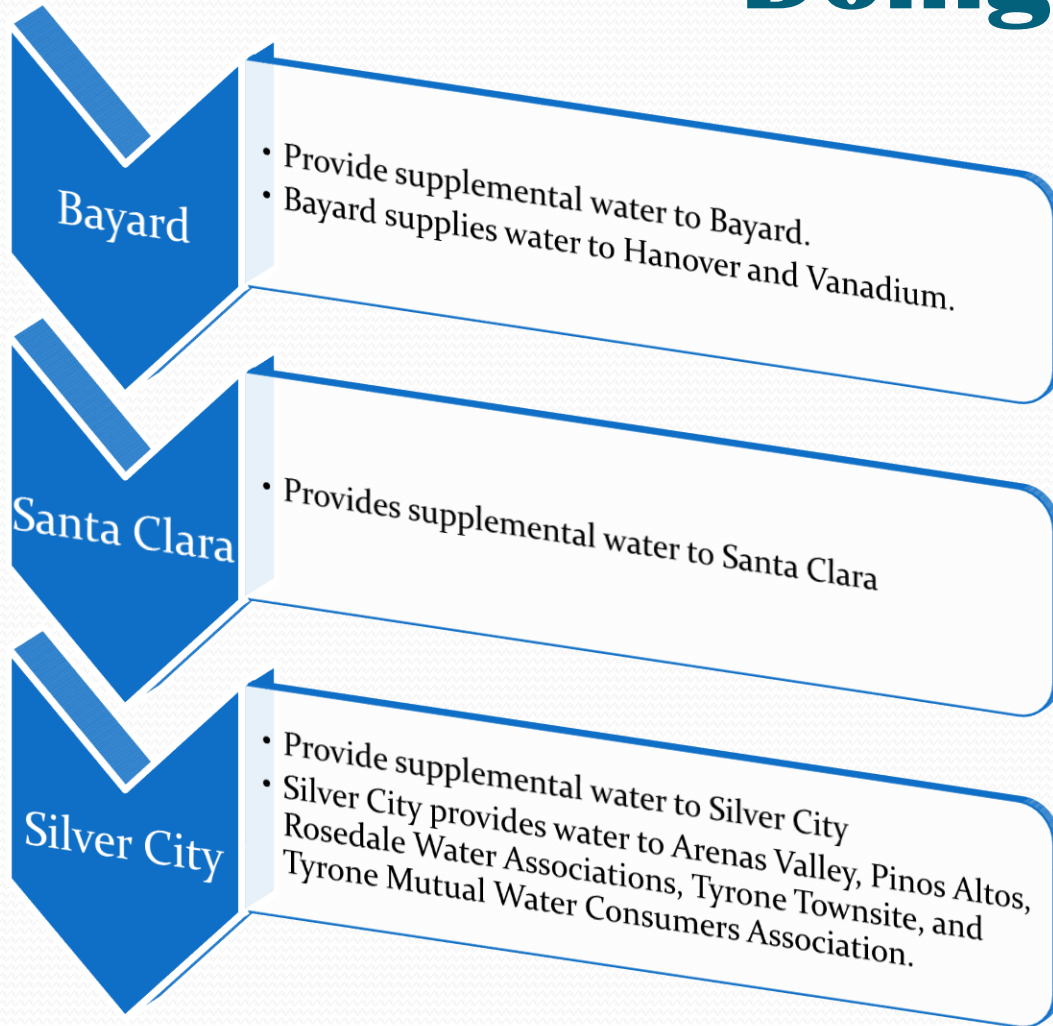 Doing
Bayard
• Provide supplemental water to Bayard.
• Bayard supplies water to Hanover and Vanadium.
Santa Clara
• Provides supplemental water to Santa Clara
Silver City
• Provide supplemental water to Silver City
• Silver City provides water to Arenas Valley, Pinos Altos,
Rosedale Water Associations, Tyrone Townsite, and
Tyrone Mutual Water Consumers Association.